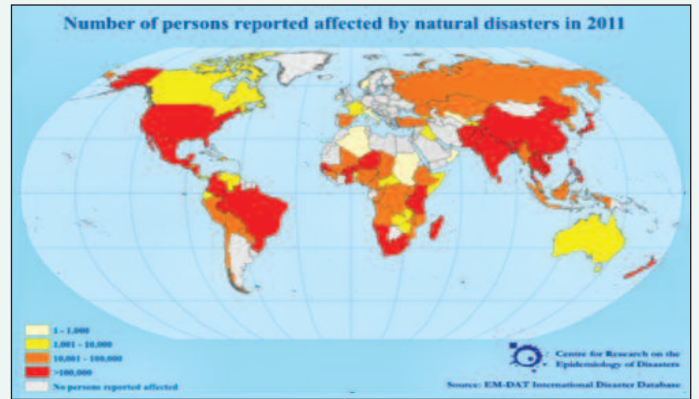 Number of persons reported affected by natural disasters in 2011
1 - 1,000
1,001 - 10,000
10,001 - 100,000
>100,000
No persons reported affected
Centre for Research on the
Epidemiology of Disasters
Source: EM-DAT International Disaster Database